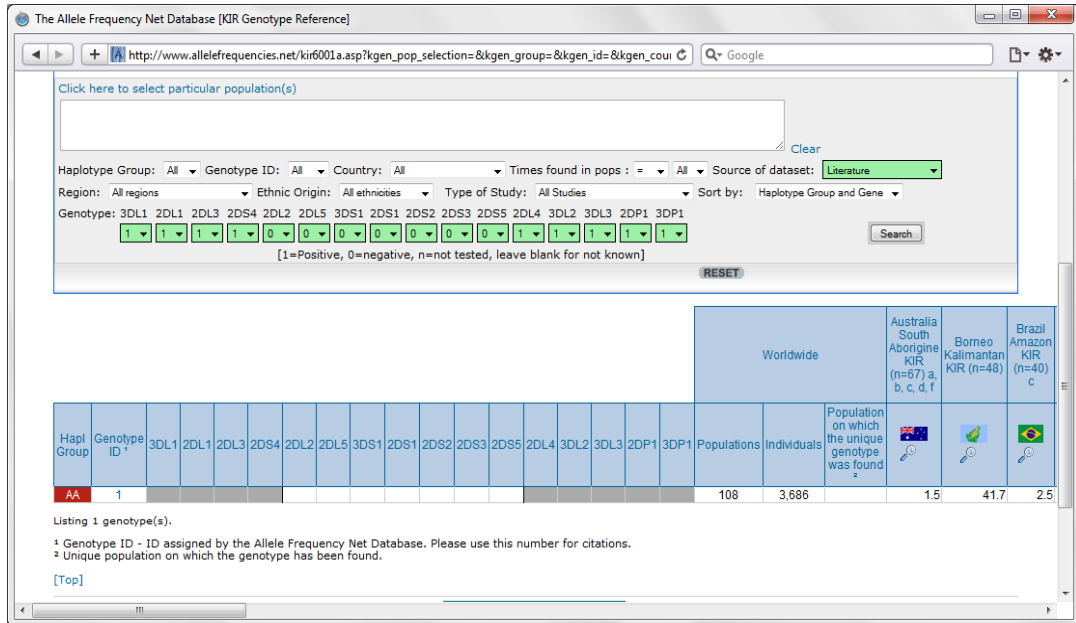 The Allele Frequency Net Database [KIR Genotype Reference]
http://www.allelefrequencies.net/kir6001a.asp?kgen_pop_selection=&kgen_group=&kgen_id=&kgen_cour
Google
Click here to select particular population(s)
Clear
Haplotype Group: All Genotype ID: All Country: All Times found in pops : = All Source of dataset: Literature
Region: All regions Ethnic Origin: All ethnicities Type of Study: All Studies Sort by: Haplotype Group and Gene
Genotype: 3DL1 2DL1 2DL3 2DS4 2DL2 2DL5 3DS1 2DS1 2DS2 2DS3 2DS5 2DL4 3DL2 3DL3 2DP1 3DP1
1 1 1 1 0 0 0 0 0 0 0 1 1 1 1 1 Search
[1=Positive, 0=negative, n=not tested, leave blank for not known]
RESET
Worldwide
Australia South Aborigine KIR (n=67) a, b, c, d, f
Borneo Kalimantan KIR (n=48)
Brazil Amazon KIR (n=40) c
Hapl Group Genotype ID ¹ 3DL1 2DL1 2DL3 2DS4 2DL2 2DL5 3DS1 2DS1 2DS2 2DS3 2DS5 2DL4 3DL2 3DL3 2DP1 3DP1 Populations Individuals Population on which the unique genotype was found ²
AA 1 108 3,686 1.5 41.7 2.5
Listing 1 genotype(s).
¹ Genotype ID - ID assigned by the Allele Frequency Net Database. Please use this number for citations.
² Unique population on which the genotype has been found.
[Top]